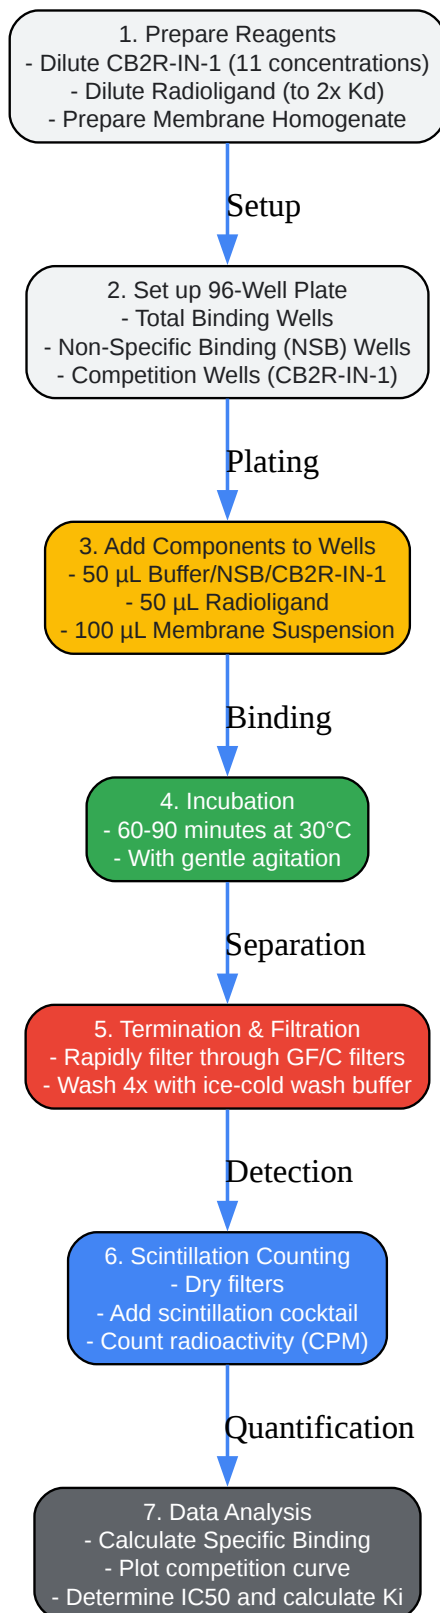 1. Prepare Reagents
- Dilute CB2R-IN-1 (11 concentrations)
- Dilute Radioligand (to 2x Kd)
- Prepare Membrane Homogenate
Setup
2. Set up 96-Well Plate
- Total Binding Wells
- Non-Specific Binding (NSB) Wells
- Competition Wells (CB2R-IN-1)
Plating
3. Add Components to Wells
- 50 µL Buffer/NSB/CB2R-IN-1
- 50 µL Radioligand
- 100 µL Membrane Suspension
Binding
4. Incubation
- 60-90 minutes at 30°C
- With gentle agitation
Separation
5. Termination & Filtration
- Rapidly filter through GF/C filters
- Wash 4x with ice-cold wash buffer
Detection
6. Scintillation Counting
- Dry filters
- Add scintillation cocktail
- Count radioactivity (CPM)
Quantification
7. Data Analysis
- Calculate Specific Binding
- Plot competition curve
- Determine IC50 and calculate Ki